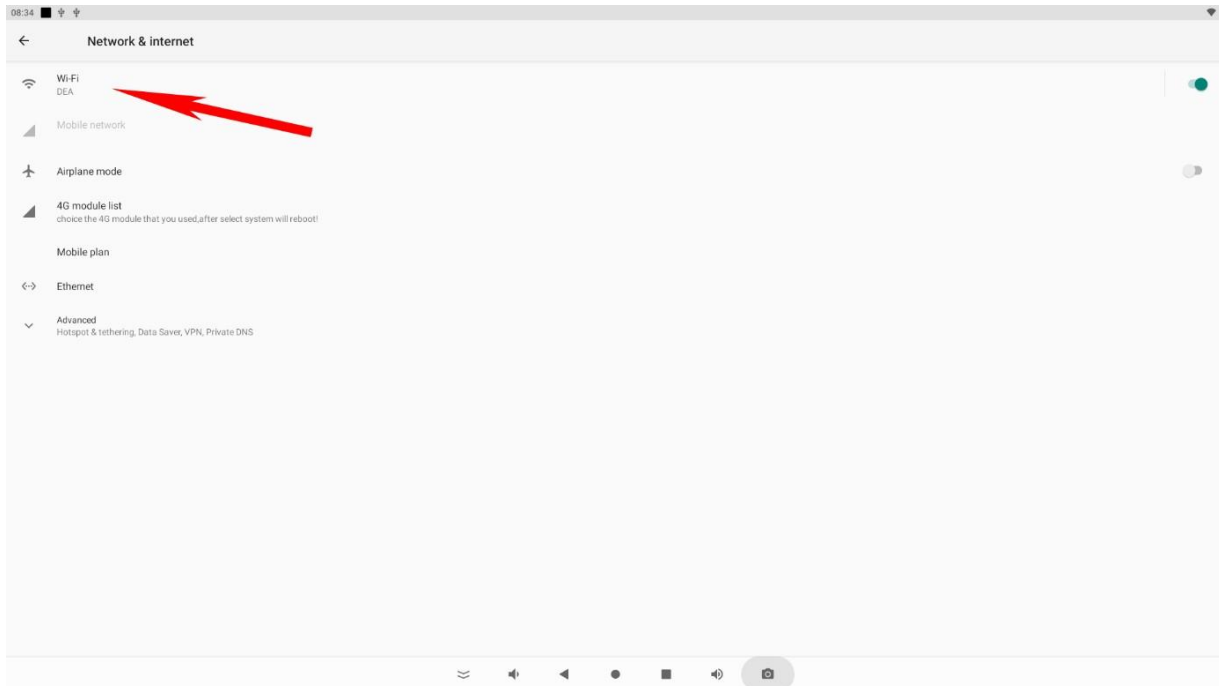 08:34
Network & internet
Wi-Fi
DEA
Mobile network
Airplane mode
4G module list
choice the 4G module that you used,after select system will reboot!
Mobile plan
Ethernet
Advanced
Hotspot & tethering, Data Saver, VPN, Private DNS